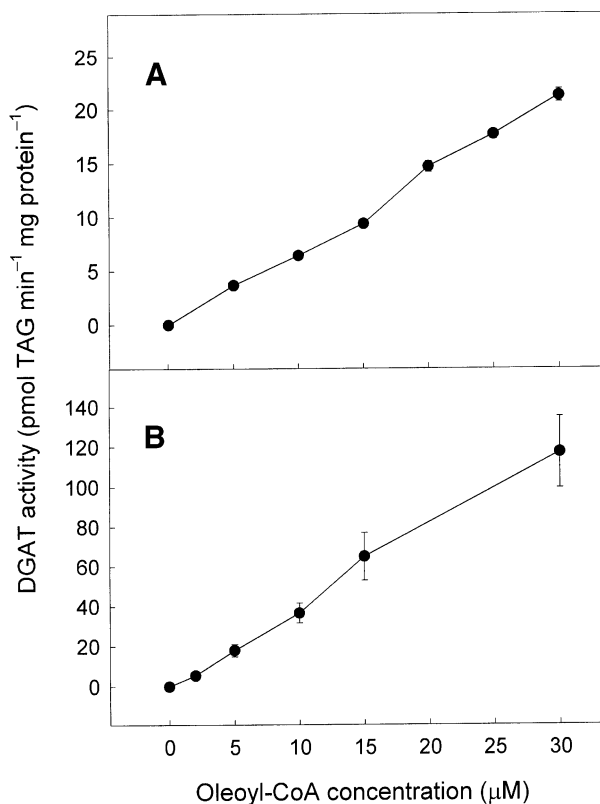 A
25
20
15
10
5
0
DGAT activity (pmol TAG min⁻¹ mg protein⁻¹)
B
140
120
100
80
60
40
20
0
0 5 10 15 20 25 30
Oleoyl-CoA concentration (μM)